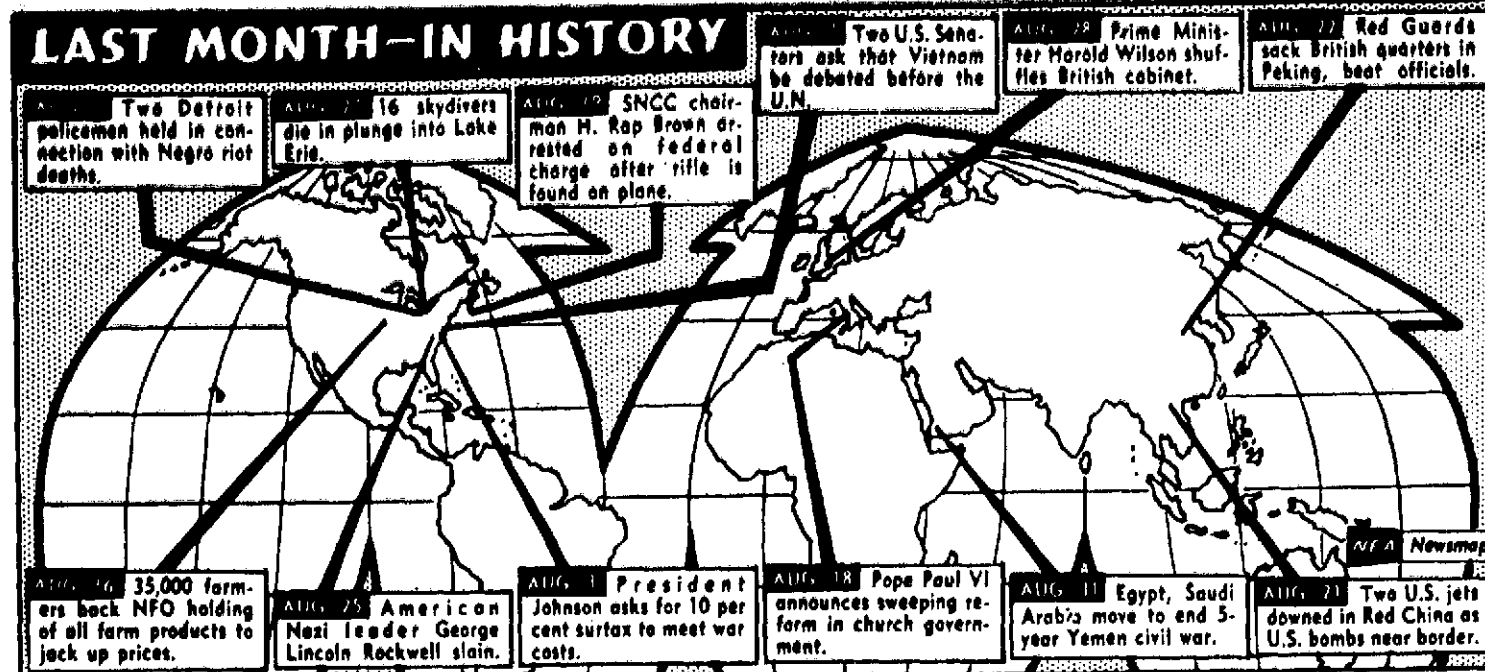 LAST MONTH—IN HISTORY
Two Detroit
policemen held in con-
nection with Negro riot
deaths.
AUG. 27 16 skydivers
die in plunge into Lake
Erie.
AUG. 19 SNCC chair-
man H. Rap Brown ar-
rested on federal
charge after rifle is
found on plane.
Two U.S. Sena-
tors ask that Vietnam
be debated before the
U.N.
AUG. 28 Prime Minis-
ter Harold Wilson shuf-
fles British cabinet.
AUG. 22 Red Guards
sack British quarters in
Peking, beat officials.
AUG. 16 35,000 farm-
ers back NFO holding
of all farm products to
jack up prices.
AUG. 25 American
Nazi leader George
Lincoln Rockwell slain.
AUG. 3 President
Johnson asks for 10 per
cent surtax to meet war
costs.
AUG. 18 Pope Paul VI
announces sweeping re-
form in church govern-
ment.
AUG. 31 Egypt, Saudi
Arabia move to end 5-
year Yemen civil war.
NEA Newsmap
AUG. 21 Two U.S. jets
downed in Red China as
U.S. bombs near border.